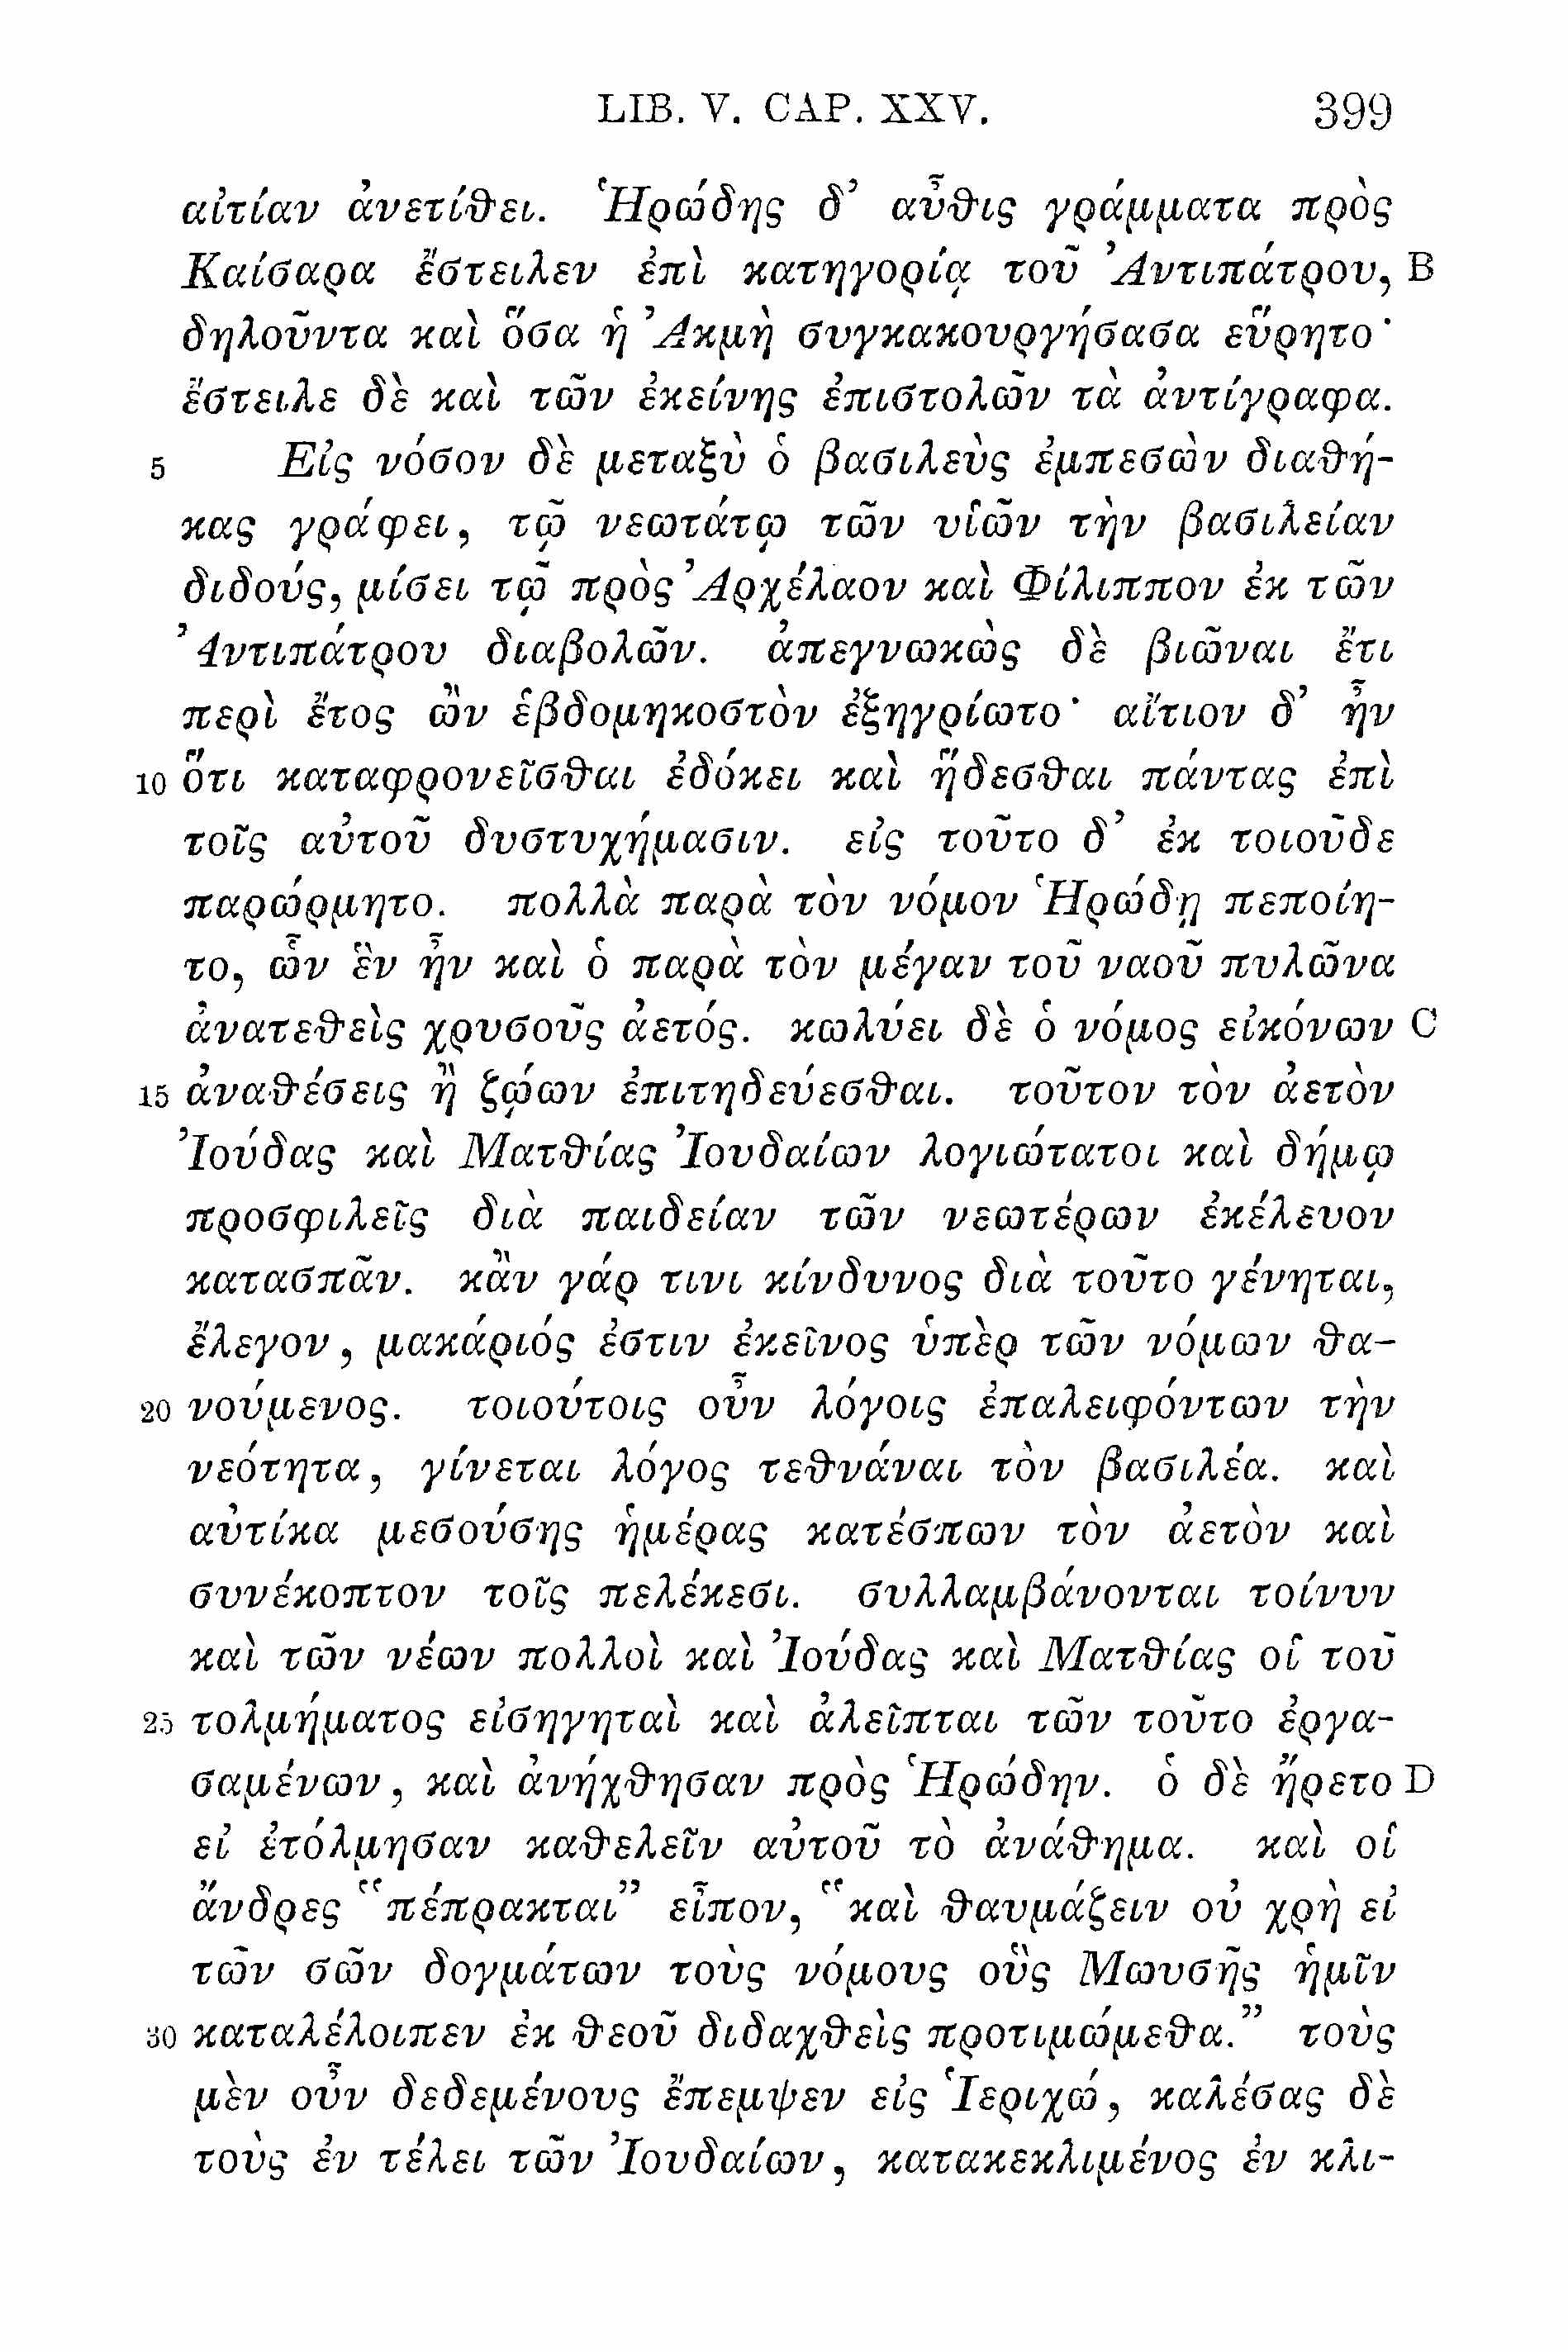 LIB. V. CAP. XXV. 399
αἰτίαν ἀνετίθει. Ἡρώδης δ’ αὖθις γράμματα πρὸς
Καίσαρα ἔστειλεν ἐπὶ κατηγορίᾳ τοῦ Ἀντιπάτρου, B
δηλοῦντα καὶ ὅσα ἡ Ἀκμὴ συγκακουργήσασα εὕρητο·
ἔστειλε δὲ καὶ τῶν ἐκείνης ἐπιστολῶν τὰ ἀντίγραφα.
5 Εἰς νόσον δὲ μεταξὺ ὁ βασιλεὺς ἐμπεσὼν διαθή-
κας γράφει, τῷ νεωτάτῳ τῶν υἱῶν τὴν βασιλείαν
διδούς, μίσει τῷ πρὸς Ἀρχέλαον καὶ Φίλιππον ἐκ τῶν
Ἀντιπάτρου διαβολῶν. ἀπεγνωκὼς δὲ βιῶναι ἔτι
περὶ ἔτος ὢν ἑβδομηκοστὸν ἐξηγρίωτο· αἴτιον δ’ ἦν
10 ὅτι καταφρονεῖσθαι ἐδόκει καὶ ἥδεσθαι πάντας ἐπὶ
τοῖς αὐτοῦ δυστυχήμασιν. εἰς τοῦτο δ’ ἐκ τοιοῦδε
παρώρμητο. πολλὰ παρὰ τὸν νόμον Ἡρώδῃ πεποίη-
το, ὧν ἓν ἦν καὶ ὁ παρὰ τὸν μέγαν τοῦ ναοῦ πυλῶνα
ἀνατεθεὶς χρυσοῦς ἀετός. κωλύει δὲ ὁ νόμος εἰκόνων C
15 ἀναθέσεις ἢ ζῴων ἐπιτηδεύεσθαι. τοῦτον τὸν ἀετὸν
Ἰούδας καὶ Ματθίας Ἰουδαίων λογιώτατοι καὶ δήμῳ
προσφιλεῖς διὰ παιδείαν τῶν νεωτέρων ἐκέλευον
κατασπᾶν. κἂν γάρ τινι κίνδυνος διὰ τοῦτο γένηται,
ἔλεγον, μακάριός ἐστιν ἐκεῖνος ὑπὲρ τῶν νόμων θα-
20 νούμενος. τοιούτοις οὖν λόγοις ἐπαλειφόντων τὴν
νεότητα, γίνεται λόγος τεθνάναι τὸν βασιλέα. καὶ
αὐτίκα μεσούσης ἡμέρας κατέσπων τὸν ἀετὸν καὶ
συνέκοπτον τοῖς πελέκεσι. συλλαμβάνονται τοίνυν
καὶ τῶν νέων πολλοὶ καὶ Ἰούδας καὶ Ματθίας οἱ τοῦ
25 τολμήματος εἰσηγηταὶ καὶ ἀλεῖπται τῶν τοῦτο ἐργα-
σαμένων, καὶ ἀνήχθησαν πρὸς Ἡρώδην. ὁ δὲ ἤρετο D
εἰ ἐτόλμησαν καθελεῖν αὐτοῦ τὸ ἀνάθημα. καὶ οἱ
ἄνδρες “πέπρακται” εἶπον, “καὶ θαυμάζειν οὐ χρὴ εἰ
τῶν σῶν δογμάτων τοὺς νόμους οὓς Μωυσῆς ἡμῖν
30 καταλέλοιπεν ἐκ θεοῦ διδαχθεὶς προτιμώμεθα.” τοὺς
μὲν οὖν δεδεμένους ἔπεμψεν εἰς Ἱεριχώ, καλέσας δὲ
τοὺς ἐν τέλει τῶν Ἰουδαίων, κατακεκλιμένος ἐν κλι-